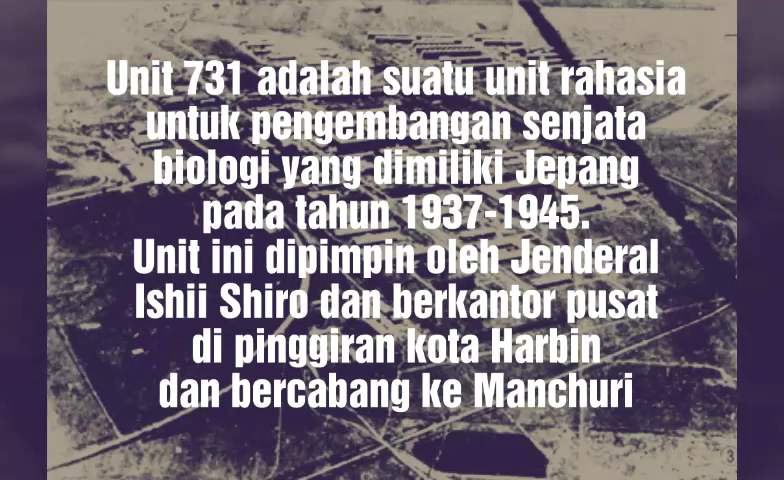 Unit 731 adalah suatu unit rahasia
untuk pengembangan senjata
biologi yang dimiliki Jepang
pada tahun 1937-1945.
Unit ini dipimpin oleh Jenderal
Ishii Shiro dan berkantor pusat
di pinggiran kota Harbin
dan bercabang ke Manchuri
3